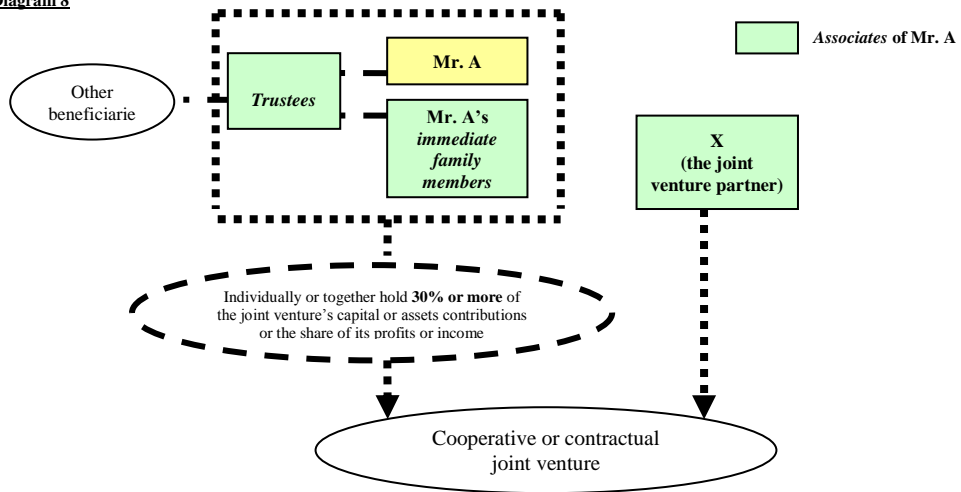 Diagram 8
Associates of Mr. A
Other
beneficiarie
Trustees
Mr. A
Mr. A's
immediate
family
members
X
(the joint
venture partner)
Individually or together hold 30% or more of
the joint venture's capital or assets contributions
or the share of its profits or income
Cooperative or contractual
joint venture